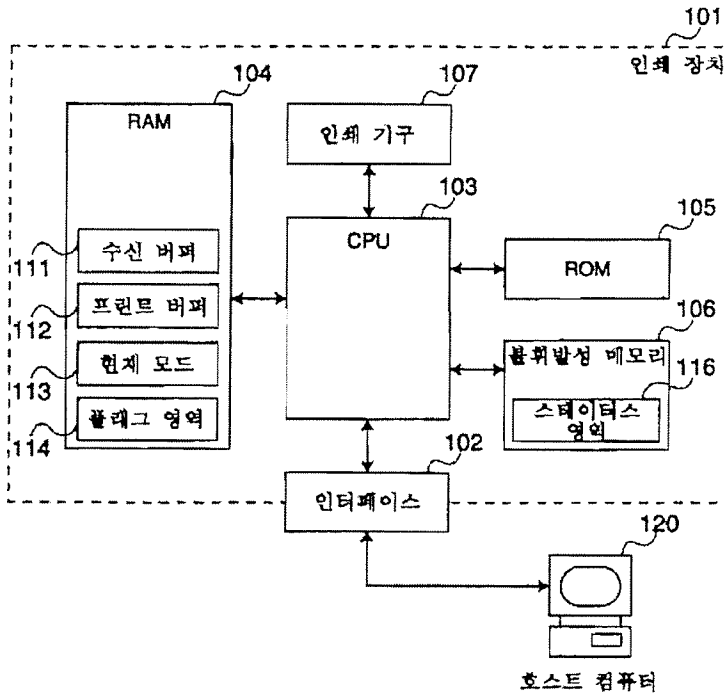 101
인쇄 장치
104
RAM
107
인쇄 기구
103
CPU
105
ROM
111
수신 버퍼
112
프린트 버퍼
113
현재 모드
114
플래그 영역
106
불휘발성 메모리
116
스테이터스
영역
102
인터페이스
120
호스트 컴퓨터